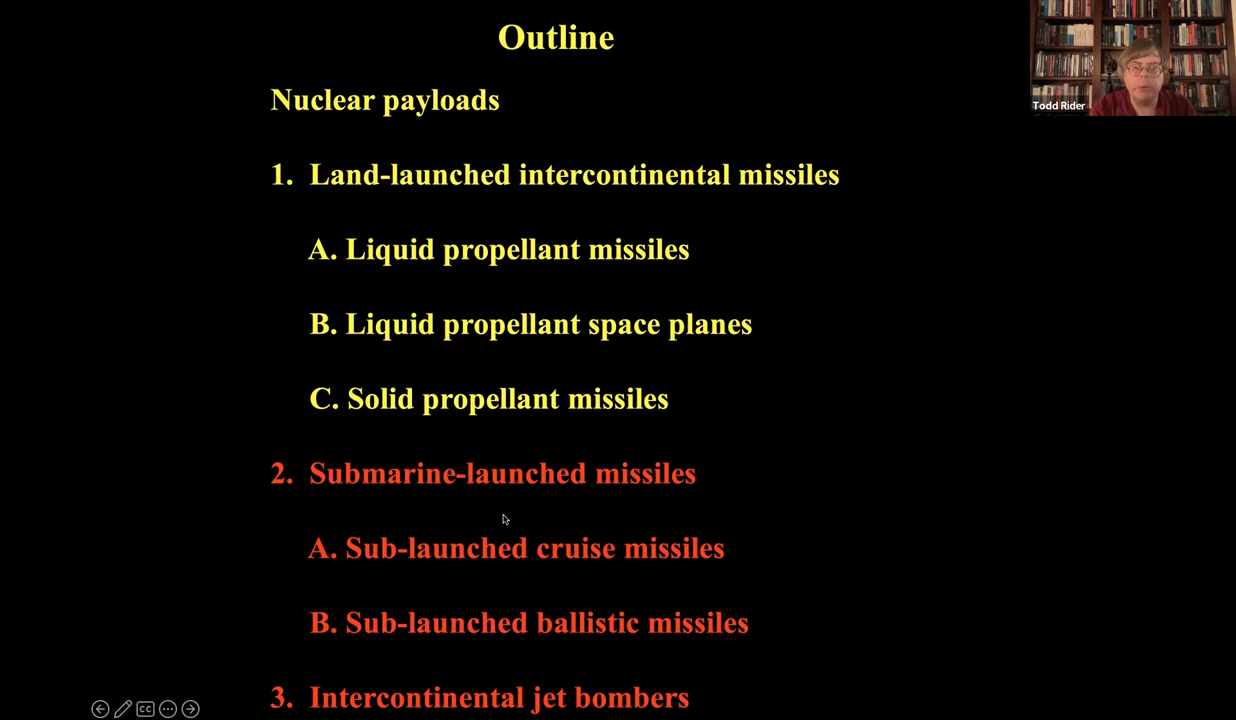 Outline
Todd Rider
Nuclear payloads
1. Land-launched intercontinental missiles
A. Liquid propellant missiles
B. Liquid propellant space planes
C. Solid propellant missiles
2. Submarine-launched missiles
A. Sub-launched cruise missiles
B. Sub-launched ballistic missiles
3. Intercontinental jet bombers
CC